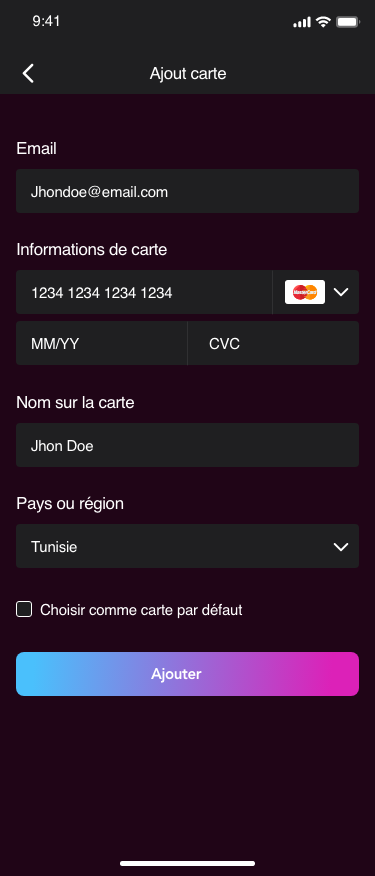 9:41
Ajout carte
Email
Jhondoe@email.com
Informations de carte
1234 1234 1234 1234
MasterCard
MM/YY
CVC
Nom sur la carte
Jhon Doe
Pays ou région
Tunisie
Choisir comme carte par défaut
Ajouter